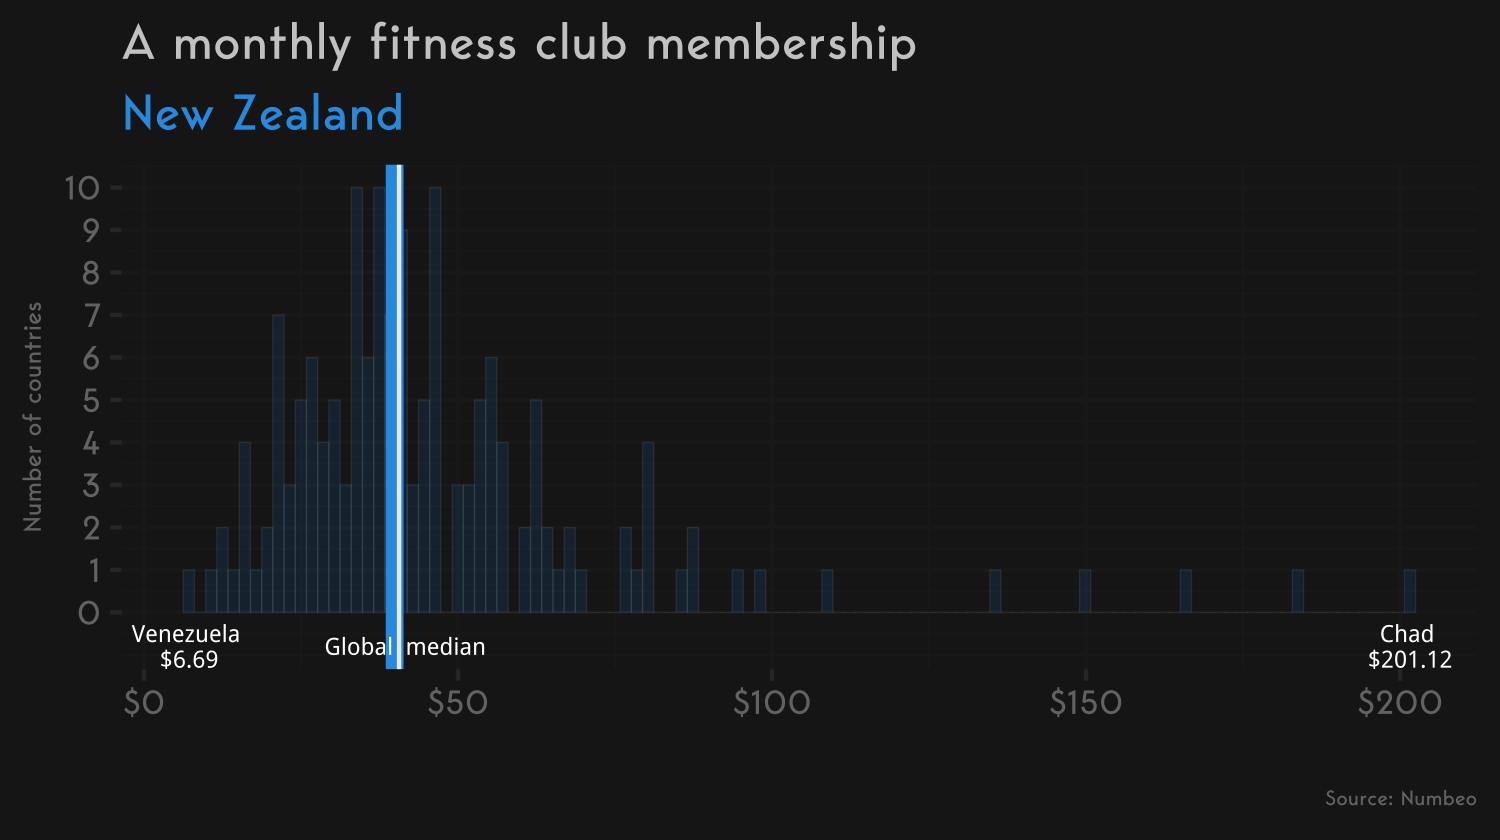 A monthly fitness club membership
New Zealand
Number of countries
10
9
8
7
6
5
4
3
2
1
0
Venezuela
$6.69
Global median
Chad
$201.12
$0 $50 $100 $150 $200
Source: Numbeo